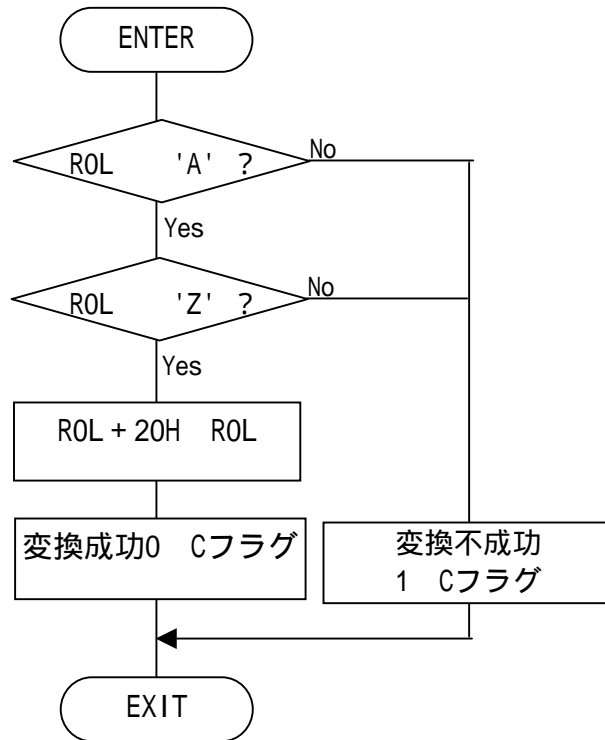 ENTER
R0L 'A' ?
No
Yes
R0L 'Z' ?
No
Yes
R0L + 20H R0L
変換成功0 Cフラグ
変換不成功
1 Cフラグ
EXIT